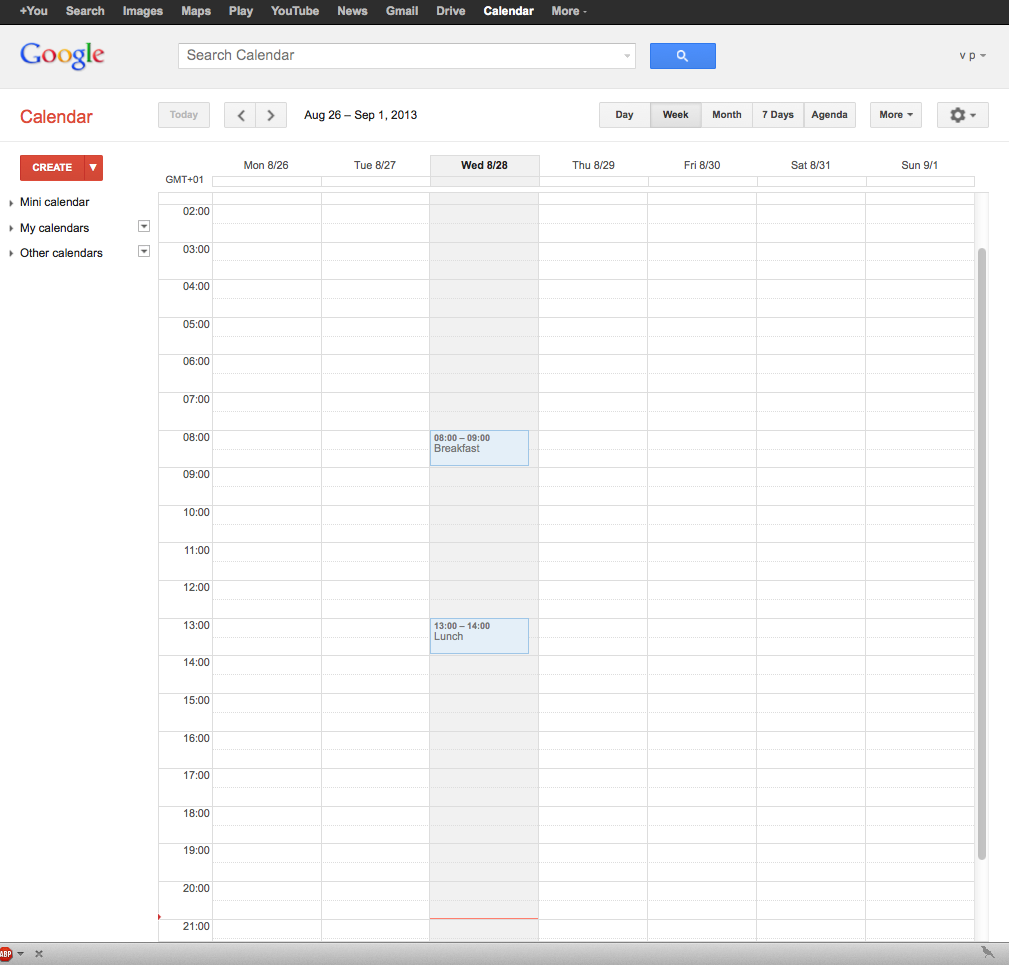 +You Search Images Maps Play YouTube News Gmail Drive Calendar More
Google
Search Calendar
v p
Calendar
Today
Aug 26 – Sep 1, 2013
Day Week Month 7 Days Agenda More
CREATE
Mini calendar
My calendars
Other calendars
Mon 8/26 Tue 8/27 Wed 8/28 Thu 8/29 Fri 8/30 Sat 8/31 Sun 9/1
GMT+01
02:00
03:00
04:00
05:00
06:00
07:00
08:00
08:00 – 09:00
Breakfast
09:00
10:00
11:00
12:00
13:00
13:00 – 14:00
Lunch
14:00
15:00
16:00
17:00
18:00
19:00
20:00
21:00
ABP